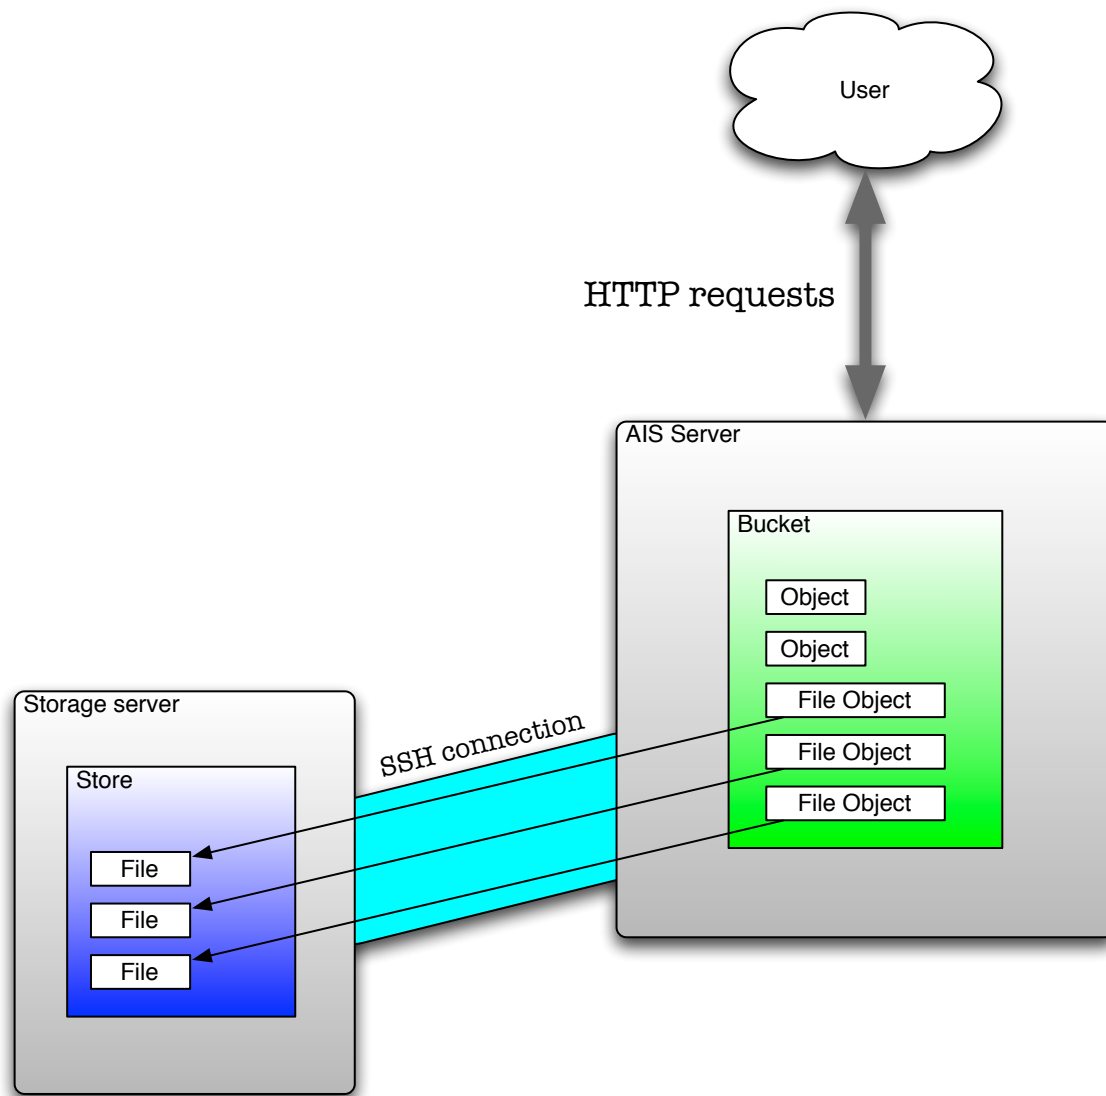 User
HTTP requests
AIS Server
Bucket
Object
Object
File Object
File Object
File Object
SSH connection
Storage server
Store
File
File
File